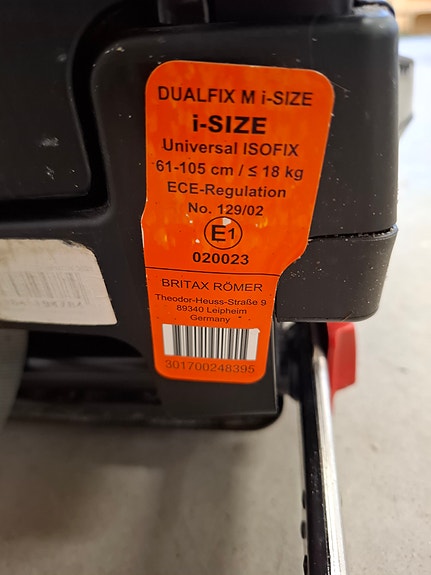 DUALFIX M i-SIZE
i-SIZE
Universal ISOFIX
61-105 cm / ≤ 18 kg
ECE-Regulation
No. 129/02
E1
020023
BRITAX RÖMER
Theodor-Heuss-Straße 9
89340 Leipheim
Germany
301700248395